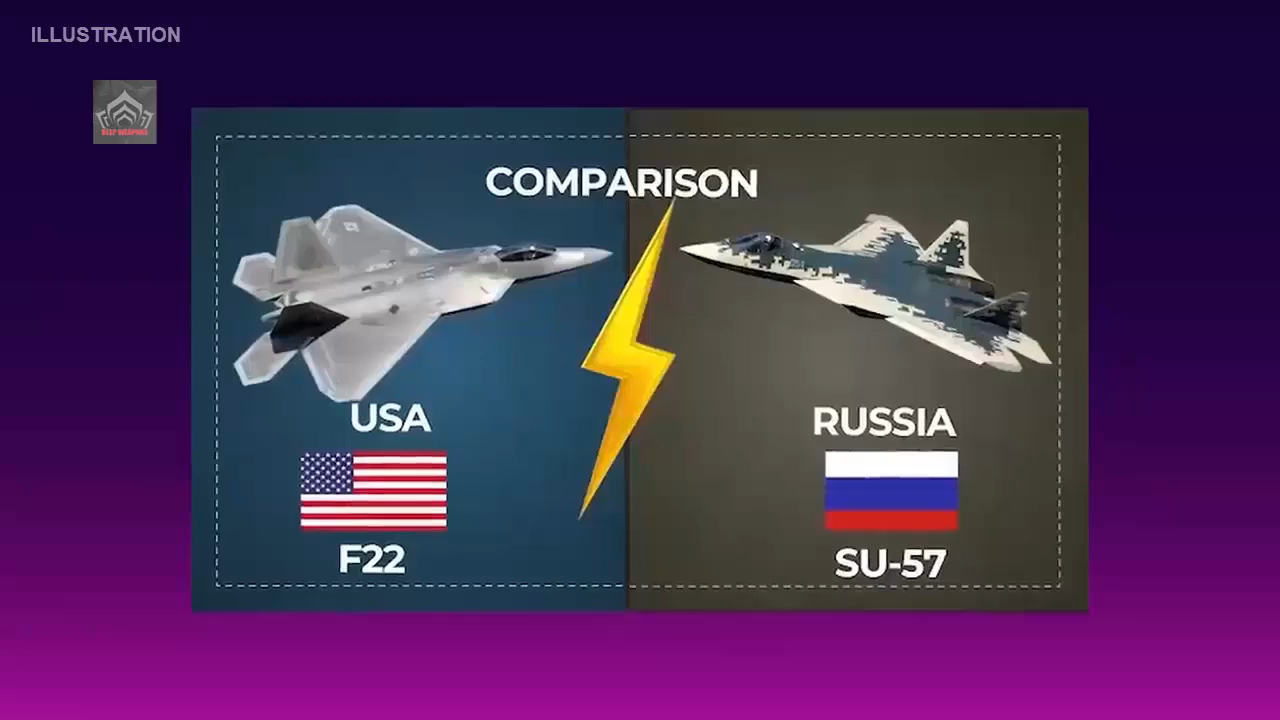 ILLUSTRATION
COMPARISON
USA
RUSSIA
F22
SU-57